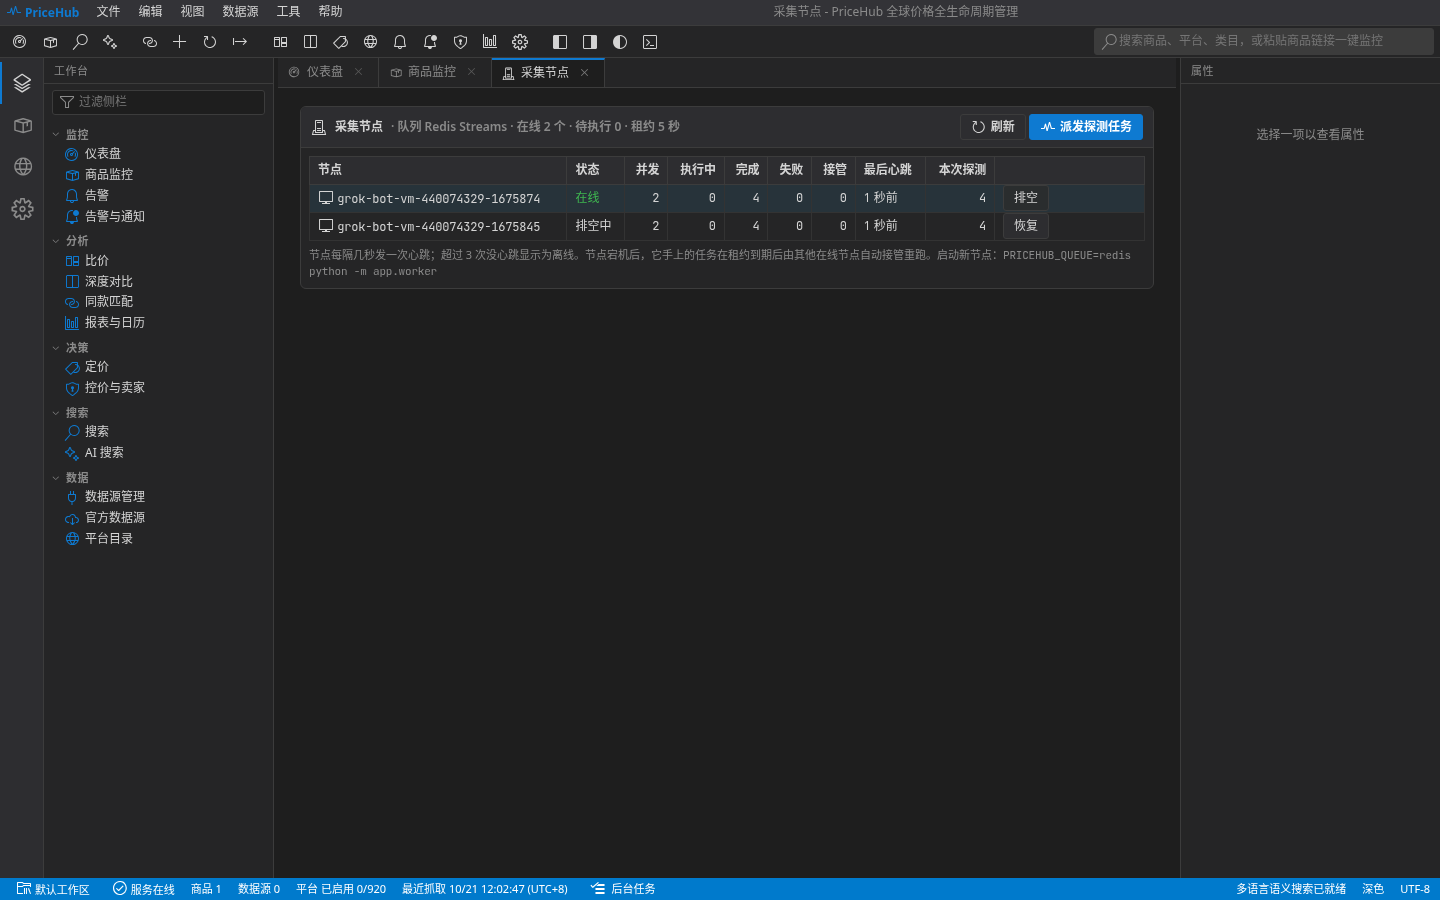 PriceHub 文件 编辑 视图 数据源 工具 帮助 采集节点 - PriceHub 全球价格全生命周期管理
搜索商品、平台、类目，或粘贴商品链接一键监控
工作台
仪表盘 商品监控 采集节点
属性
过滤侧栏
监控
仪表盘
商品监控
告警
告警与通知
分析
比价
深度对比
同款匹配
报表与日历
决策
定价
控价与卖家
搜索
搜索
AI 搜索
数据
数据源管理
官方数据源
平台目录
采集节点 · 队列 Redis Streams · 在线 2 个 · 待执行 0 · 租约 5 秒 刷新 派发探测任务
节点 状态 并发 执行中 完成 失败 接管 最后心跳 本次探测
grok-bot-vm-440074329-1675874 在线 2 0 4 0 0 1 秒前 4 排空
grok-bot-vm-440074329-1675845 排空中 2 0 4 0 0 1 秒前 4 恢复
节点每隔几秒发一次心跳；超过 3 次没心跳显示为离线。节点宕机后，它手上的任务在租约到期后由其他在线节点自动接管重跑。启动新节点：PRICEHUB_QUEUE=redis
python -m app.worker
选择一项以查看属性
默认工作区 服务在线 商品 1 数据源 0 平台 已启用 0/920 最近抓取 10/21 12:02:47 (UTC+8) 后台任务 多语言语义搜索已就绪 深色 UTF-8